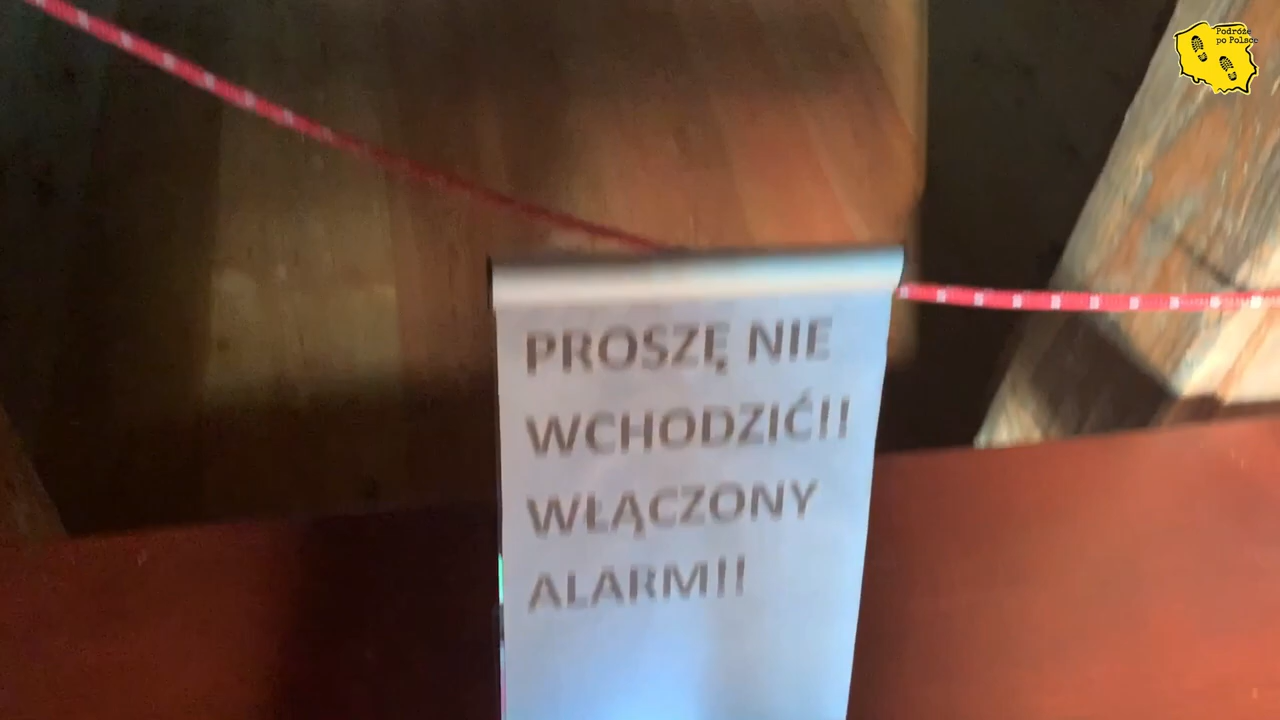 Podróże
po Polsce
PROSZĘ NIE
WCHODZIĆ!!
WŁĄCZONY
ALARM!!